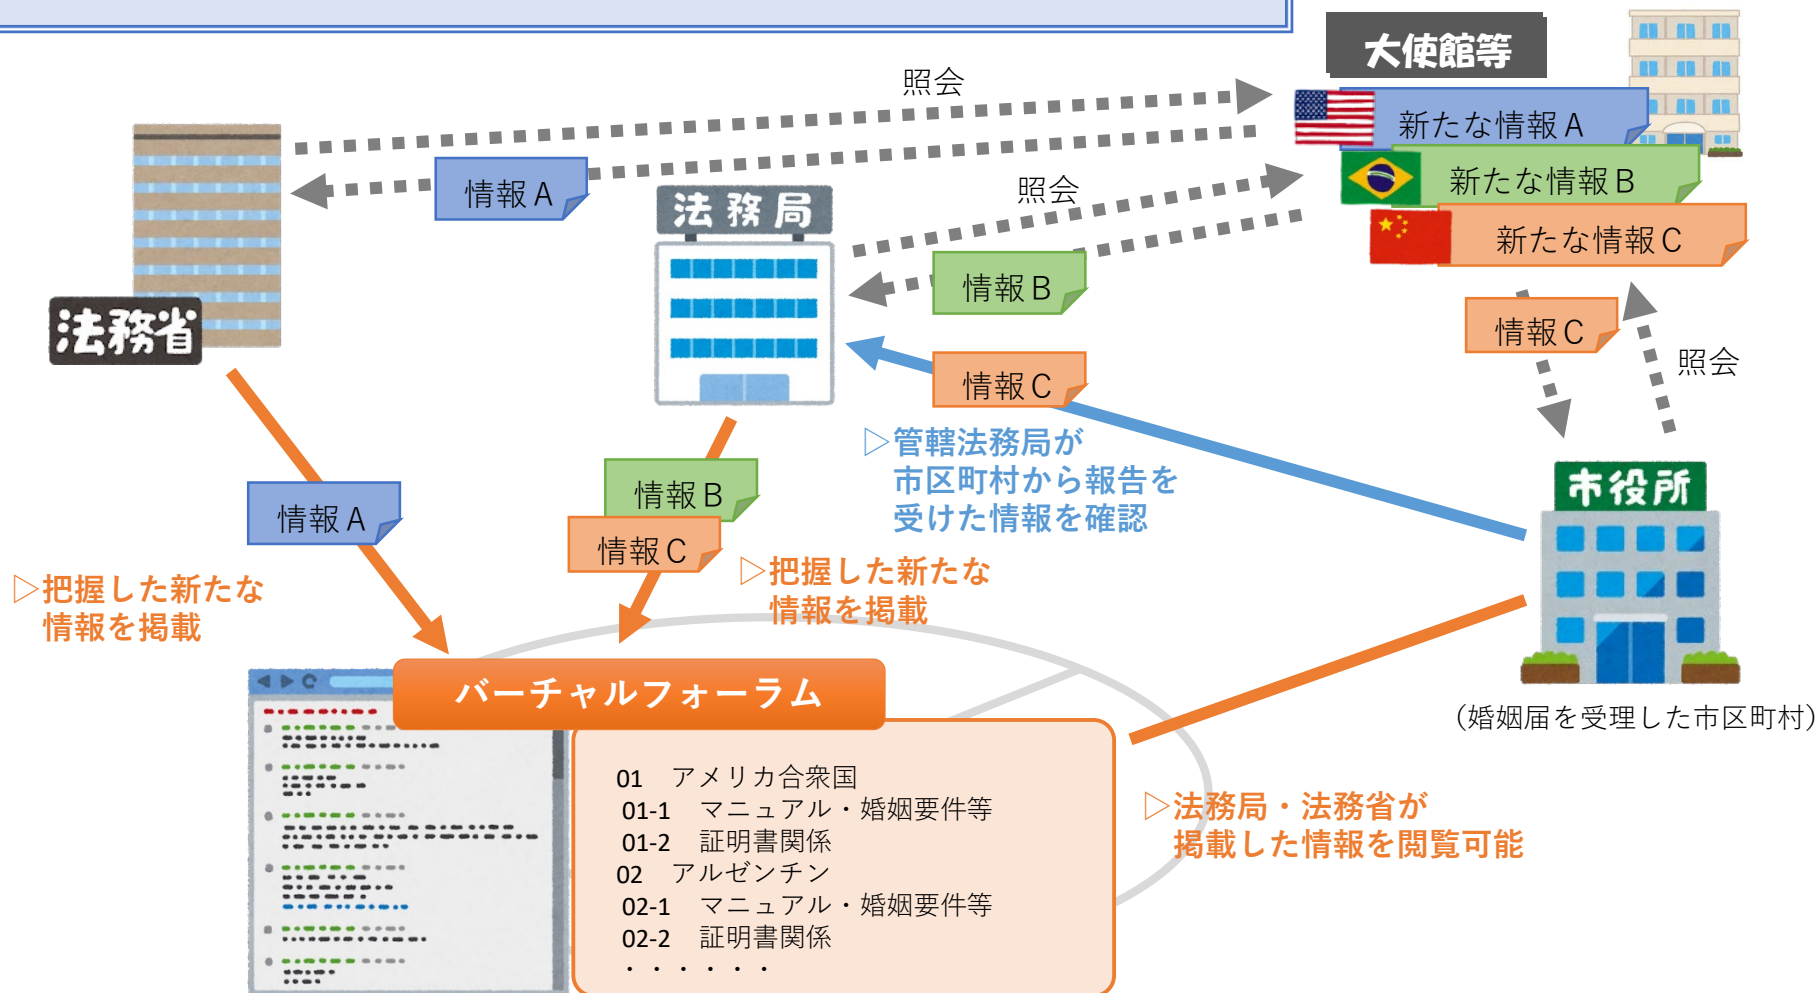 大使館等
照会
新たな情報A
新たな情報B
新たな情報C
情報A
法務局
照会
情報B
情報C
照会
法務省
情報C
▷管轄法務局が
市区町村から報告を
受けた情報を確認
市役所
（婚姻届を受理した市区町村）
情報A
情報B
情報C
▷把握した新たな
情報を掲載
▷把握した新たな
情報を掲載
バーチャルフォーラム
01　アメリカ合衆国
01-1　マニュアル・婚姻要件等
01-2　証明書関係
02　アルゼンチン
02-1　マニュアル・婚姻要件等
02-2　証明書関係
・・・・・・
▷法務局・法務省が
掲載した情報を閲覧可能